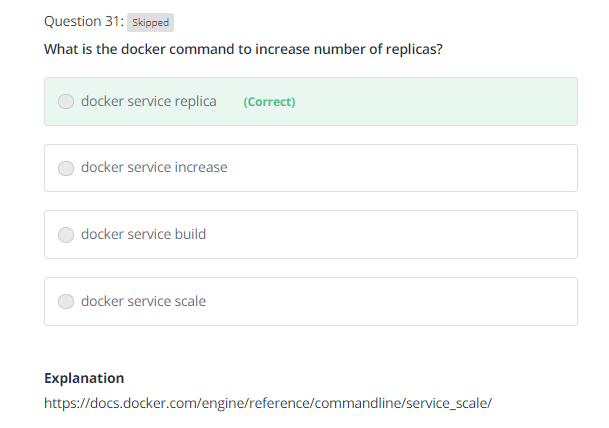 Question 31: Skipped
What is the docker command to increase number of replicas?
docker service replica (Correct)
docker service increase
docker service build
docker service scale
Explanation
https://docs.docker.com/engine/reference/commandline/service_scale/